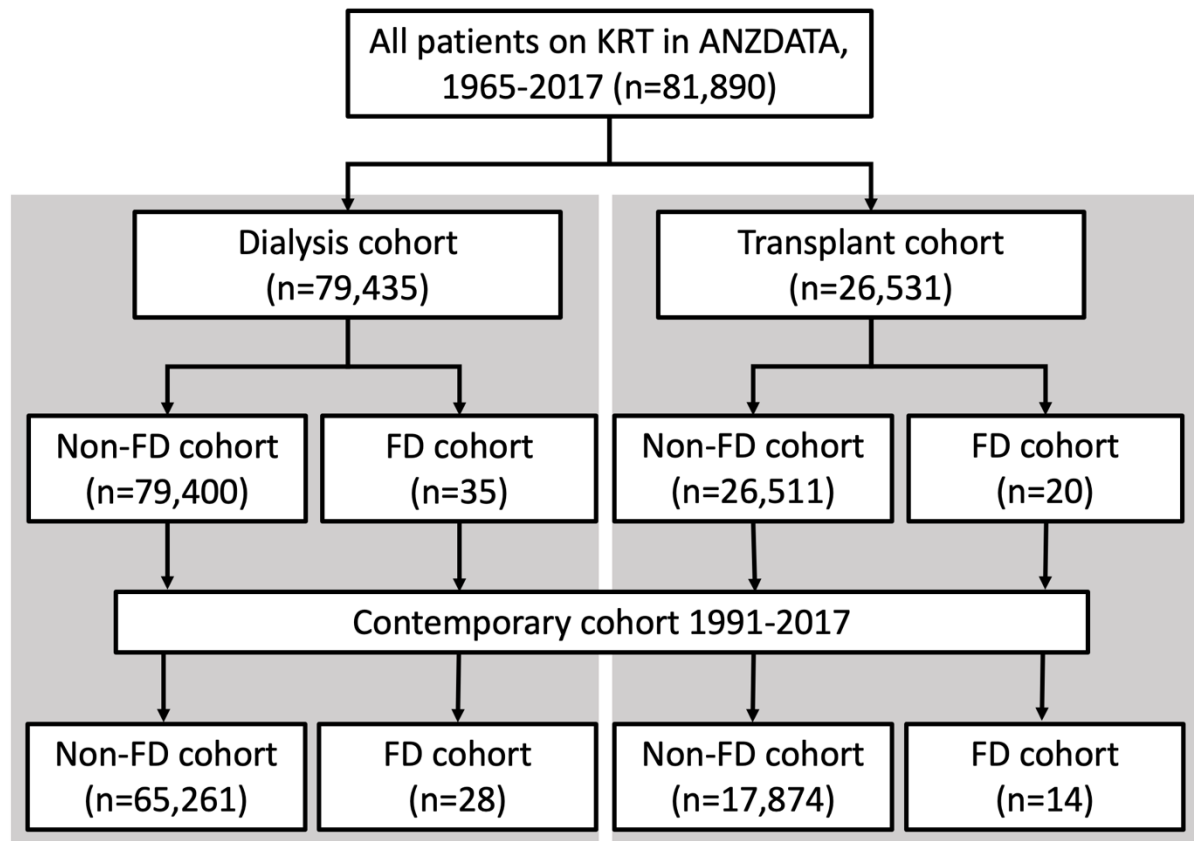 All patients on KRT in ANZDATA,
1965-2017 (n=81,890)
Dialysis cohort
(n=79,435)
Transplant cohort
(n=26,531)
Non-FD cohort
(n=79,400)
FD cohort
(n=35)
Non-FD cohort
(n=26,511)
FD cohort
(n=20)
Contemporary cohort 1991-2017
Non-FD cohort
(n=65,261)
FD cohort
(n=28)
Non-FD cohort
(n=17,874)
FD cohort
(n=14)